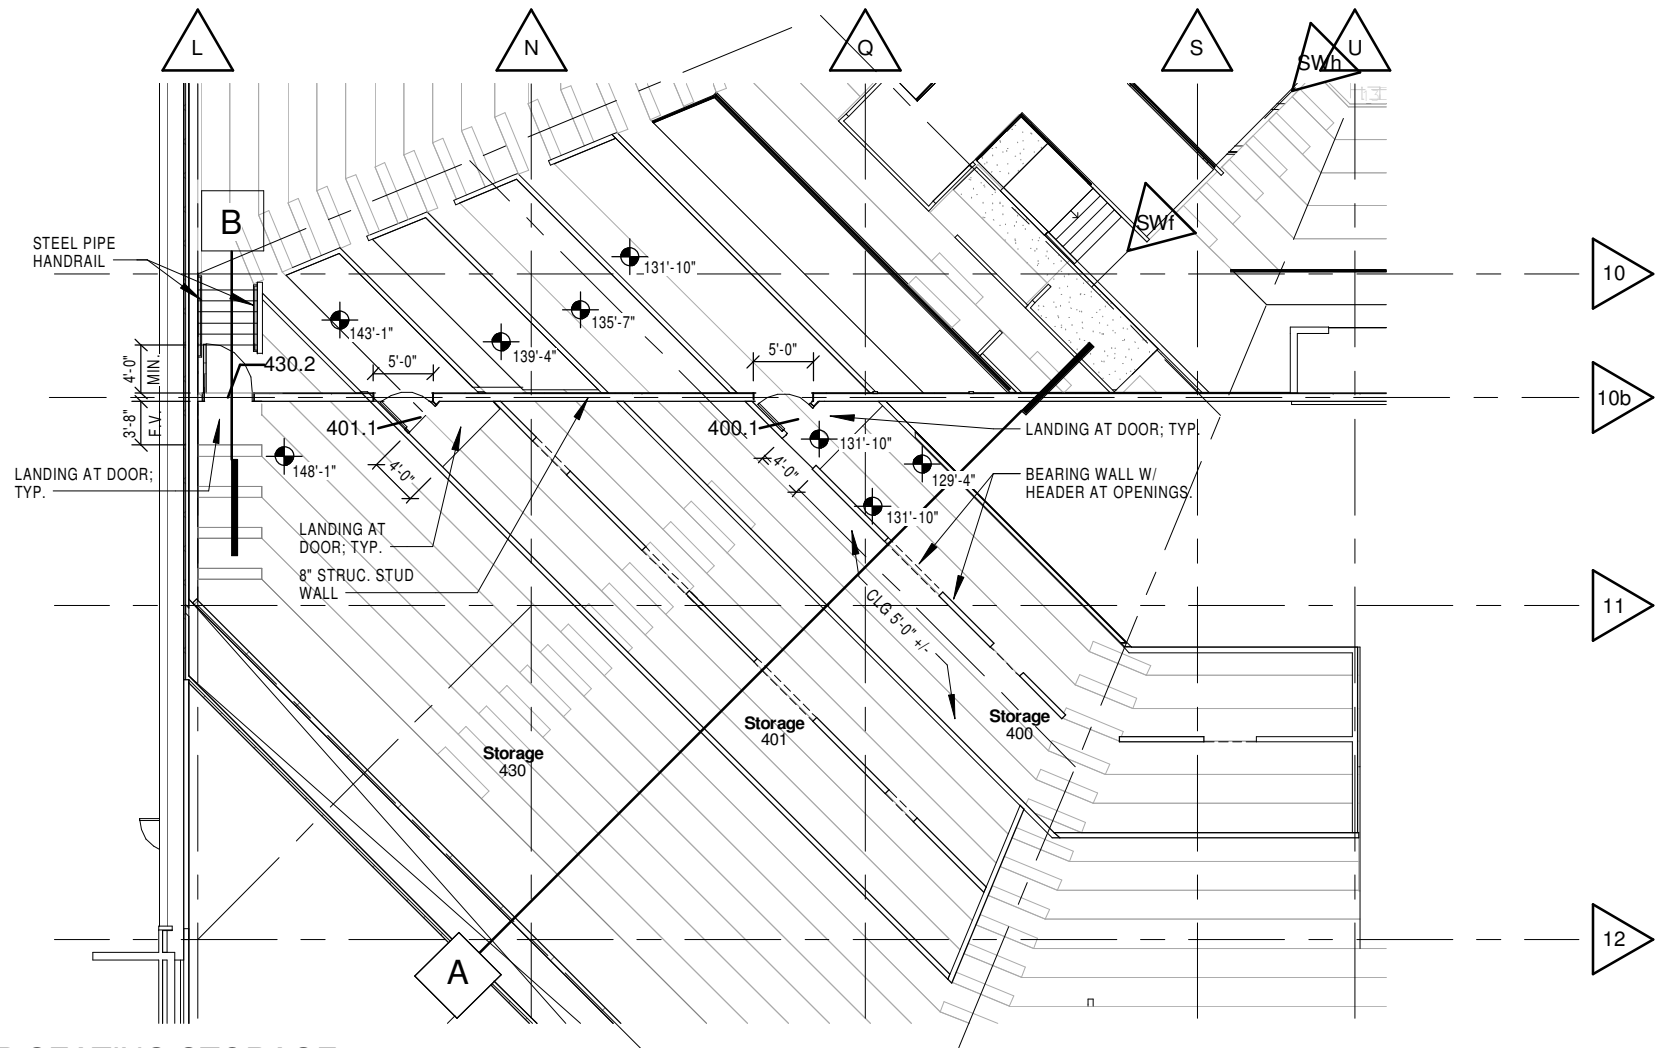 L
N
Q
S
SWh
U
SWf
B
STEEL PIPE
HANDRAIL
10
131'-10"
143'-1"
135'-7"
139'-4"
5'-0"
5'-0"
4'-0"
MIN.
430.2
10b
3'-8"
F.V.
401.1
400.1
131'-10"
LANDING AT DOOR; TYP.
148'-1"
4'-0"
4'-0"
129'-4"
LANDING AT DOOR;
TYP.
BEARING WALL W/
HEADER AT OPENINGS.
131'-10"
LANDING AT
DOOR; TYP.
8" STRUC. STUD
WALL
11
CLG 5'-0" +/-
Storage
400
Storage
401
Storage
430
12
A